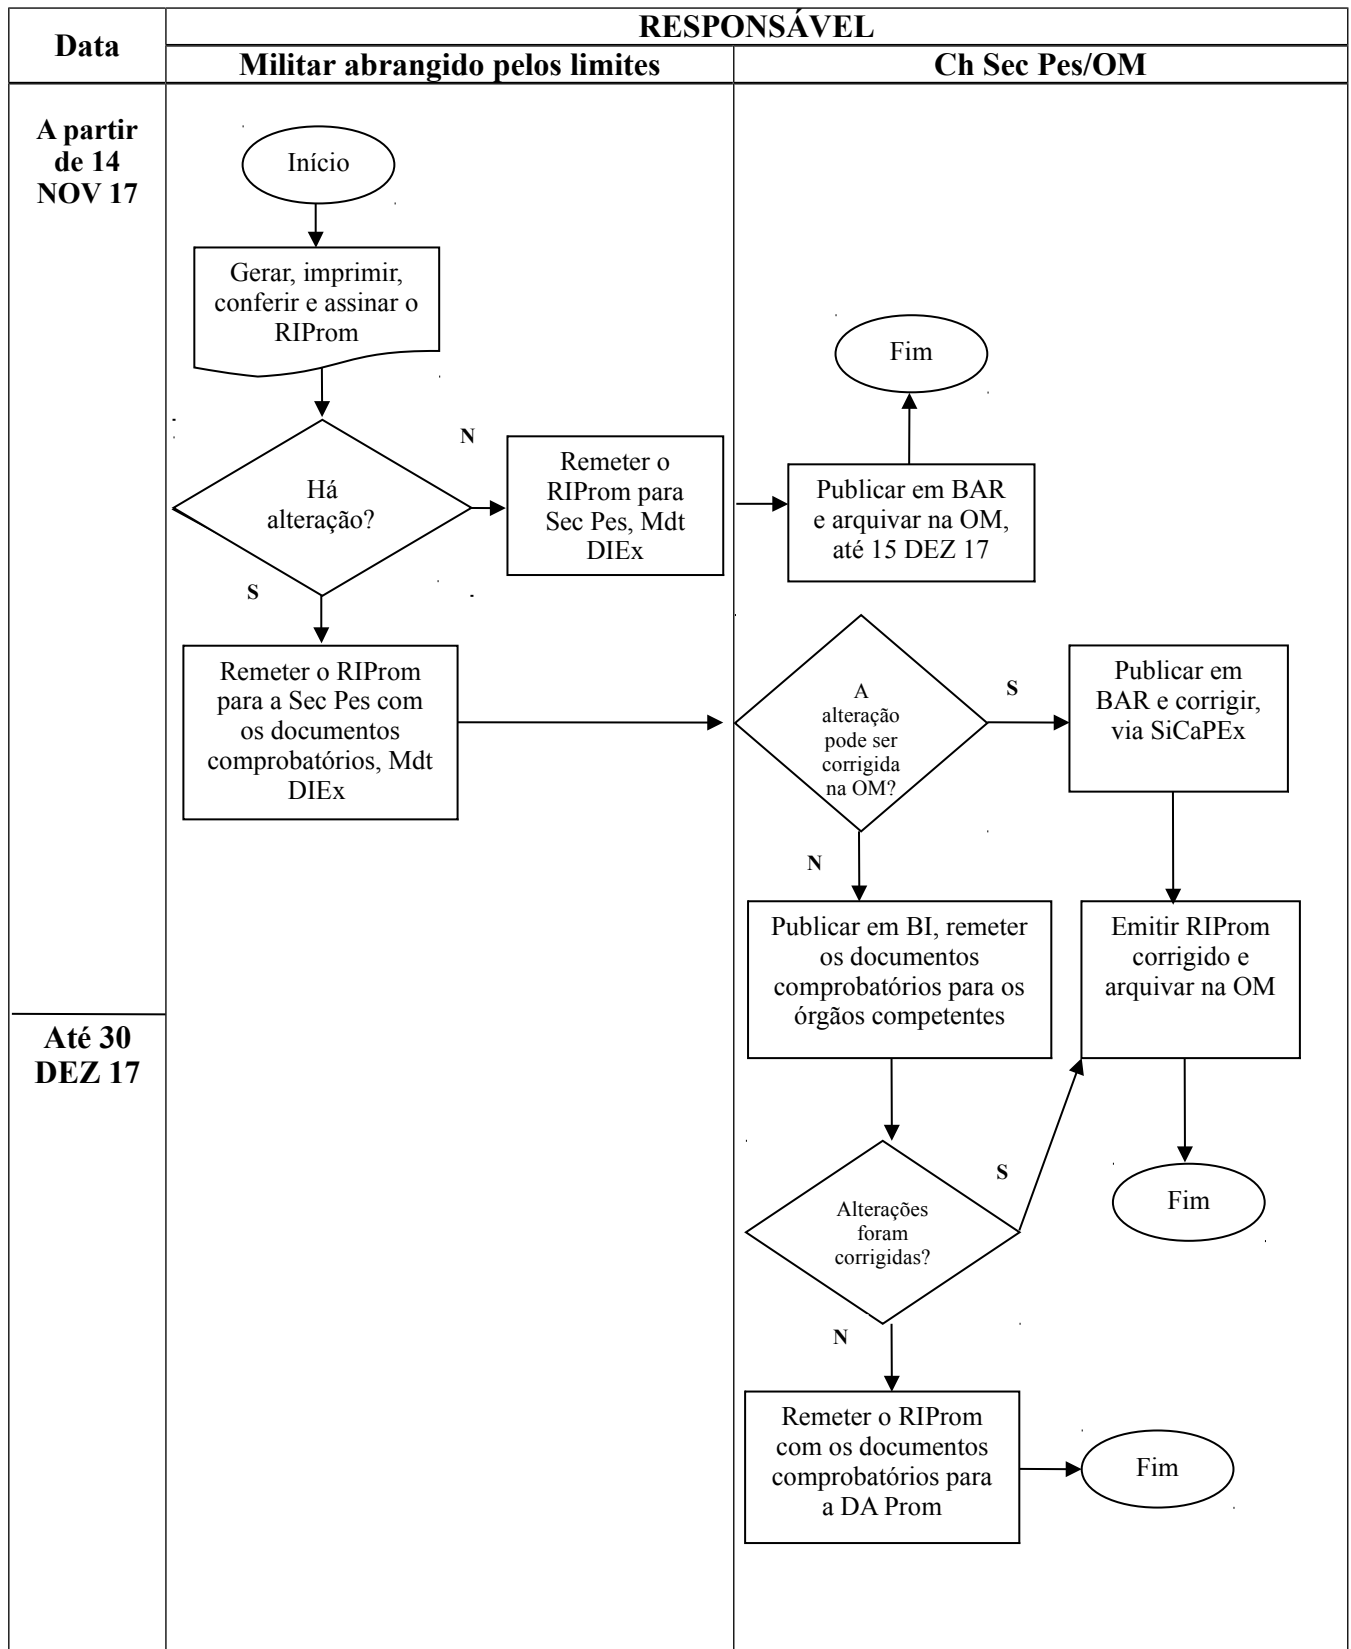 Data
RESPONSÁVEL
Militar abrangido pelos limites
Ch Sec Pes/OM
A partir
de 14
NOV 17
Início
Gerar, imprimir,
conferir e assinar o
RIProm
Fim
Há
alteração?
N
Remeter o
RIProm para
Sec Pes, Mdt
DIEx
Publicar em BAR
e arquivar na OM,
até 15 DEZ 17
S
Remeter o RIProm
para a Sec Pes com
os documentos
comprobatórios, Mdt
DIEx
A
alteração
pode ser
corrigida
na OM?
S
Publicar em
BAR e corrigir,
via SiCaPEx
N
Publicar em BI, remeter
os documentos
comprobatórios para os
órgãos competentes
Emitir RIProm
corrigido e
arquivar na OM
Até 30
DEZ 17
Alterações
foram
corrigidas?
S
Fim
N
Remeter o RIProm
com os documentos
comprobatórios para
a DA Prom
Fim